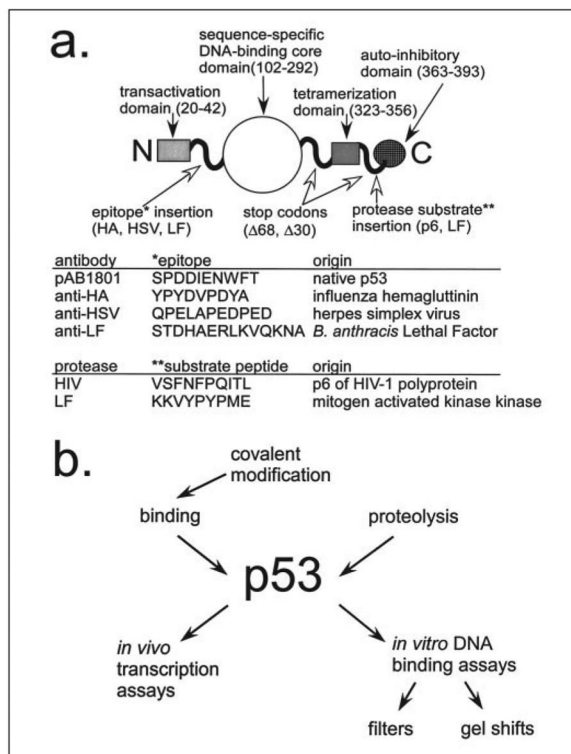 a.
sequence-specific
DNA-binding core
domain(102-292)
auto-inhibitory
domain (363-393)
transactivation
domain (20-42)
tetramerization
domain (323-356)
N
C
epitope* insertion
(HA, HSV, LF)
stop codons
(Δ68, Δ30)
protease substrate**
insertion (p6, LF)
antibody *epitope origin
pAB1801 SPDDIENWFT native p53
anti-HA YPYDVPDYA influenza hemagluttinin
anti-HSV QPELAPEDPED herpes simplex virus
anti-LF STDHAERLKVQKNA B. anthracis Lethal Factor
protease **substrate peptide origin
HIV VSFNFPQITL p6 of HIV-1 polyprotein
LF KKVYPYPME mitogen activated kinase kinase
b.
covalent
modification
binding
proteolysis
p53
in vivo
transcription
assays
in vitro DNA
binding assays
filters
gel shifts